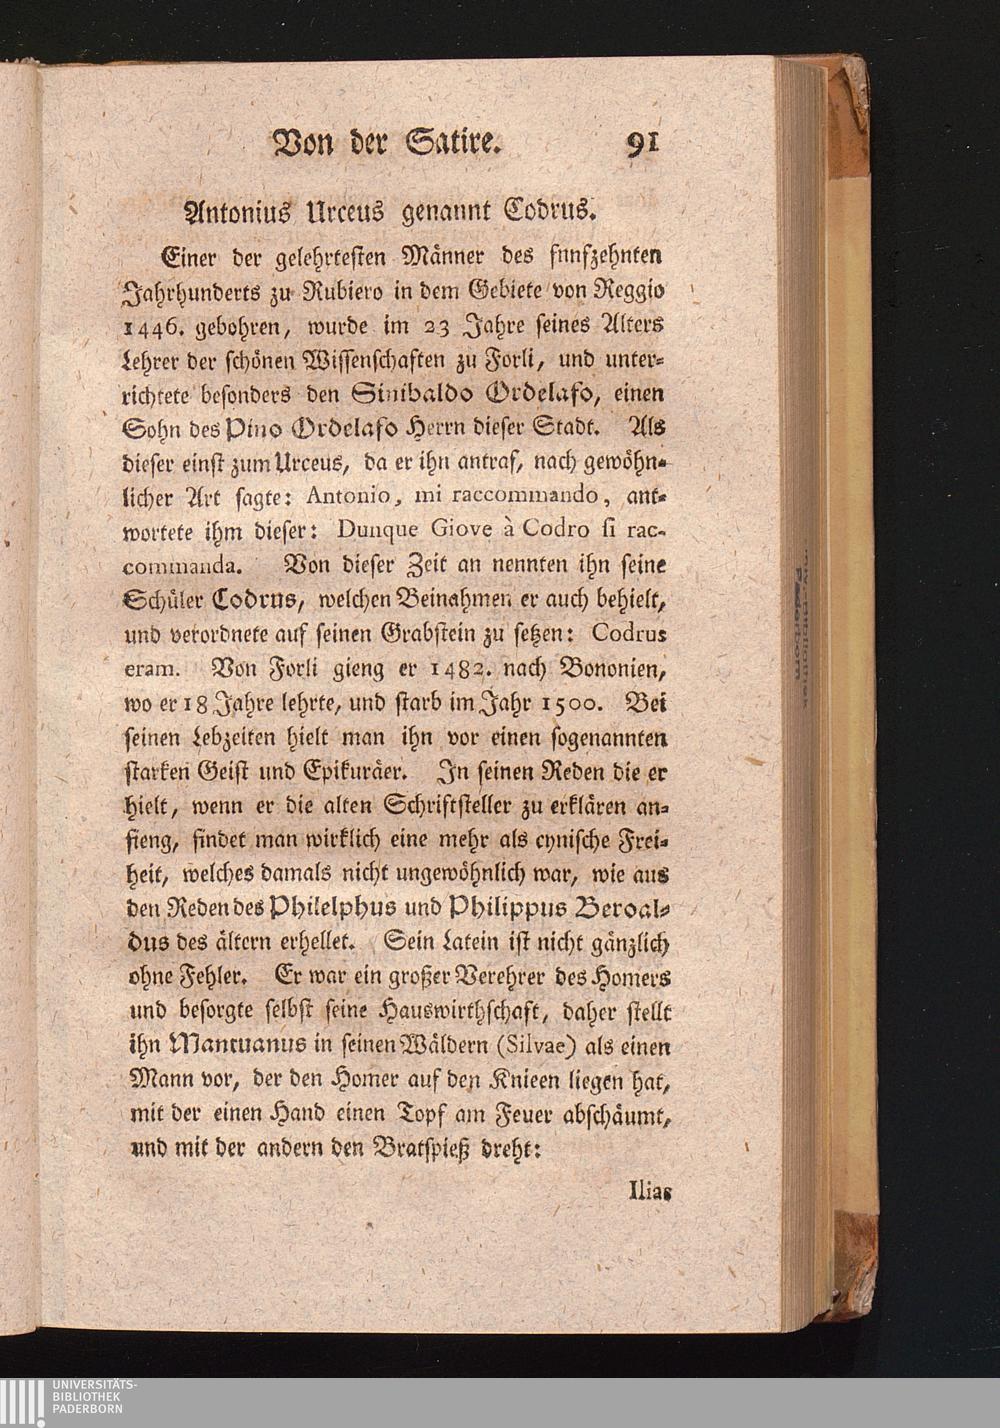 Von der Satire. 91
Antonius Urceus genannt Codrus.
Einer der gelehrtesten Männer des funfzehnten
Jahrhunderts zu Rubiero in dem Gebiete von Reggio
1446. gebohren, wurde im 23 Jahre seines Alters
Lehrer der schönen Wissenschaften zu Forli, und unter-
richtete besonders den Sinibaldo Ordelafo, einen
Sohn des Pino Ordelafo Herrn dieser Stadt. Als
dieser einst zum Urceus, da er ihn antraf, nach gewöhn-
licher Art sagte: Antonio, mi raccommando, ant-
wortete ihm dieser: Dunque Giove à Codro si rac-
commanda. Von dieser Zeit an nennten ihn seine
Schüler Codrus, welchen Beinahmen er auch behielt,
und verordnete auf seinen Grabstein zu setzen: Codrus
eram. Von Forli gieng er 1482. nach Bononien,
wo er 18 Jahre lehrte, und starb im Jahr 1500. Bei
seinen Lebzeiten hielt man ihn vor einen sogenannten
starken Geist und Epikuräer. In seinen Reden die er
hielt, wenn er die alten Schriftsteller zu erklären an-
fieng, findet man wirklich eine mehr als cynische Frei-
heit, welches damals nicht ungewöhnlich war, wie aus
den Reden des Philelphus und Philippus Beroal-
dus des ältern erhellet. Sein Latein ist nicht gänzlich
ohne Fehler. Er war ein großer Verehrer des Homers
und besorgte selbst seine Hauswirthschaft, daher stellt
ihn Mantuanus in seinen Wäldern (Silvae) als einen
Mann vor, der den Homer auf den Knieen liegen hat,
mit der einen Hand einen Topf am Feuer abschäumt,
und mit der andern den Bratspieß dreht:
Ilias
Paderborn
UNIVERSITÄTS-
BIBLIOTHEK
PADERBORN